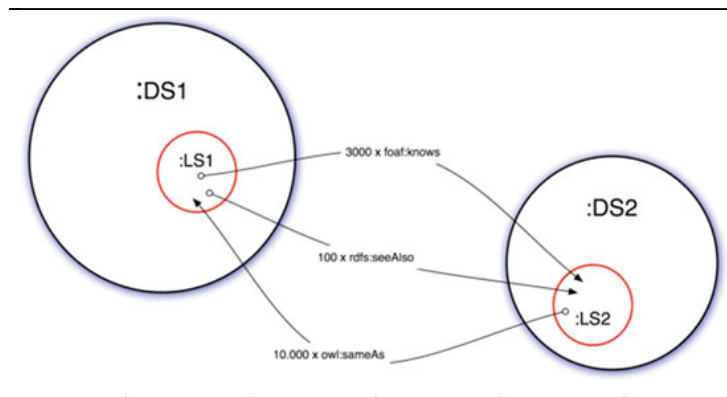 :DS1
:LS1
3000 x foaf:knows
:DS2
100 x rdfs:seeAlso
:LS2
10.000 x owl:sameAs